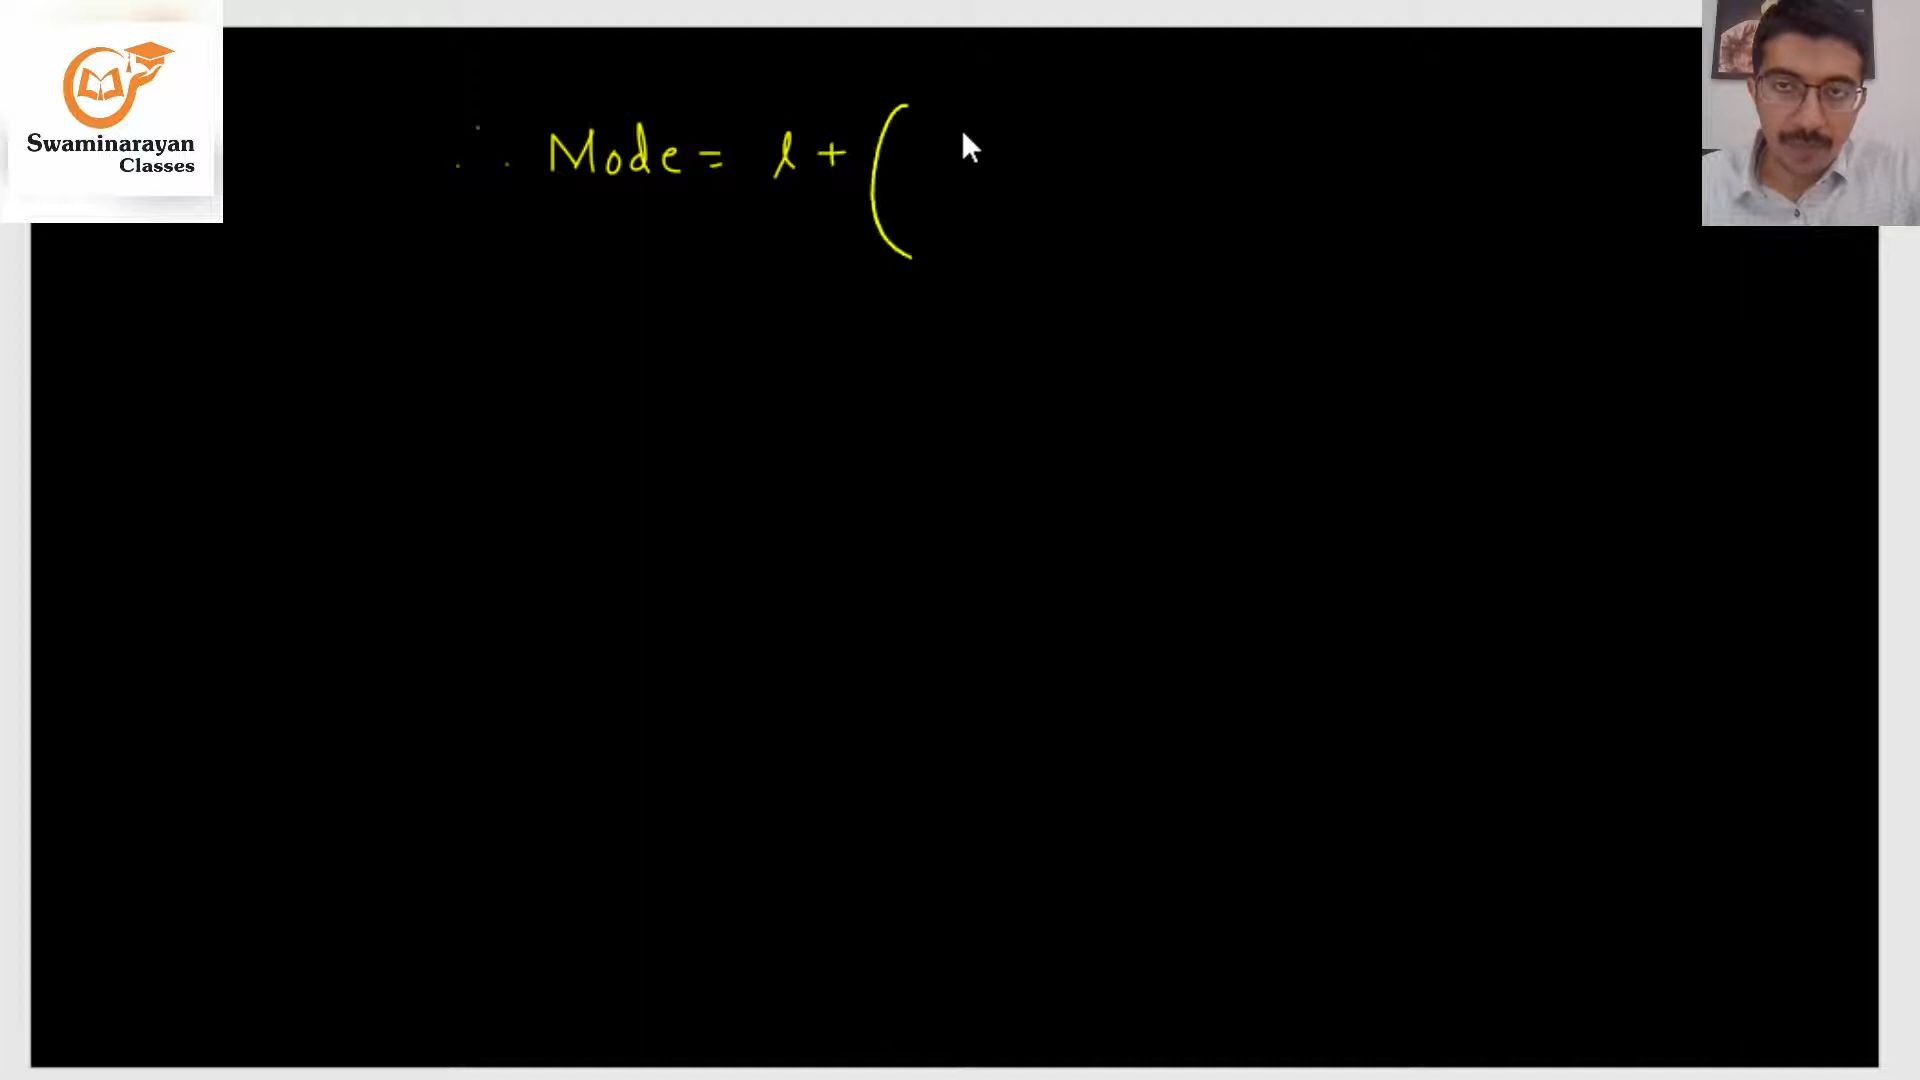 Swaminarayan
Classes
∴ Mode = l + (